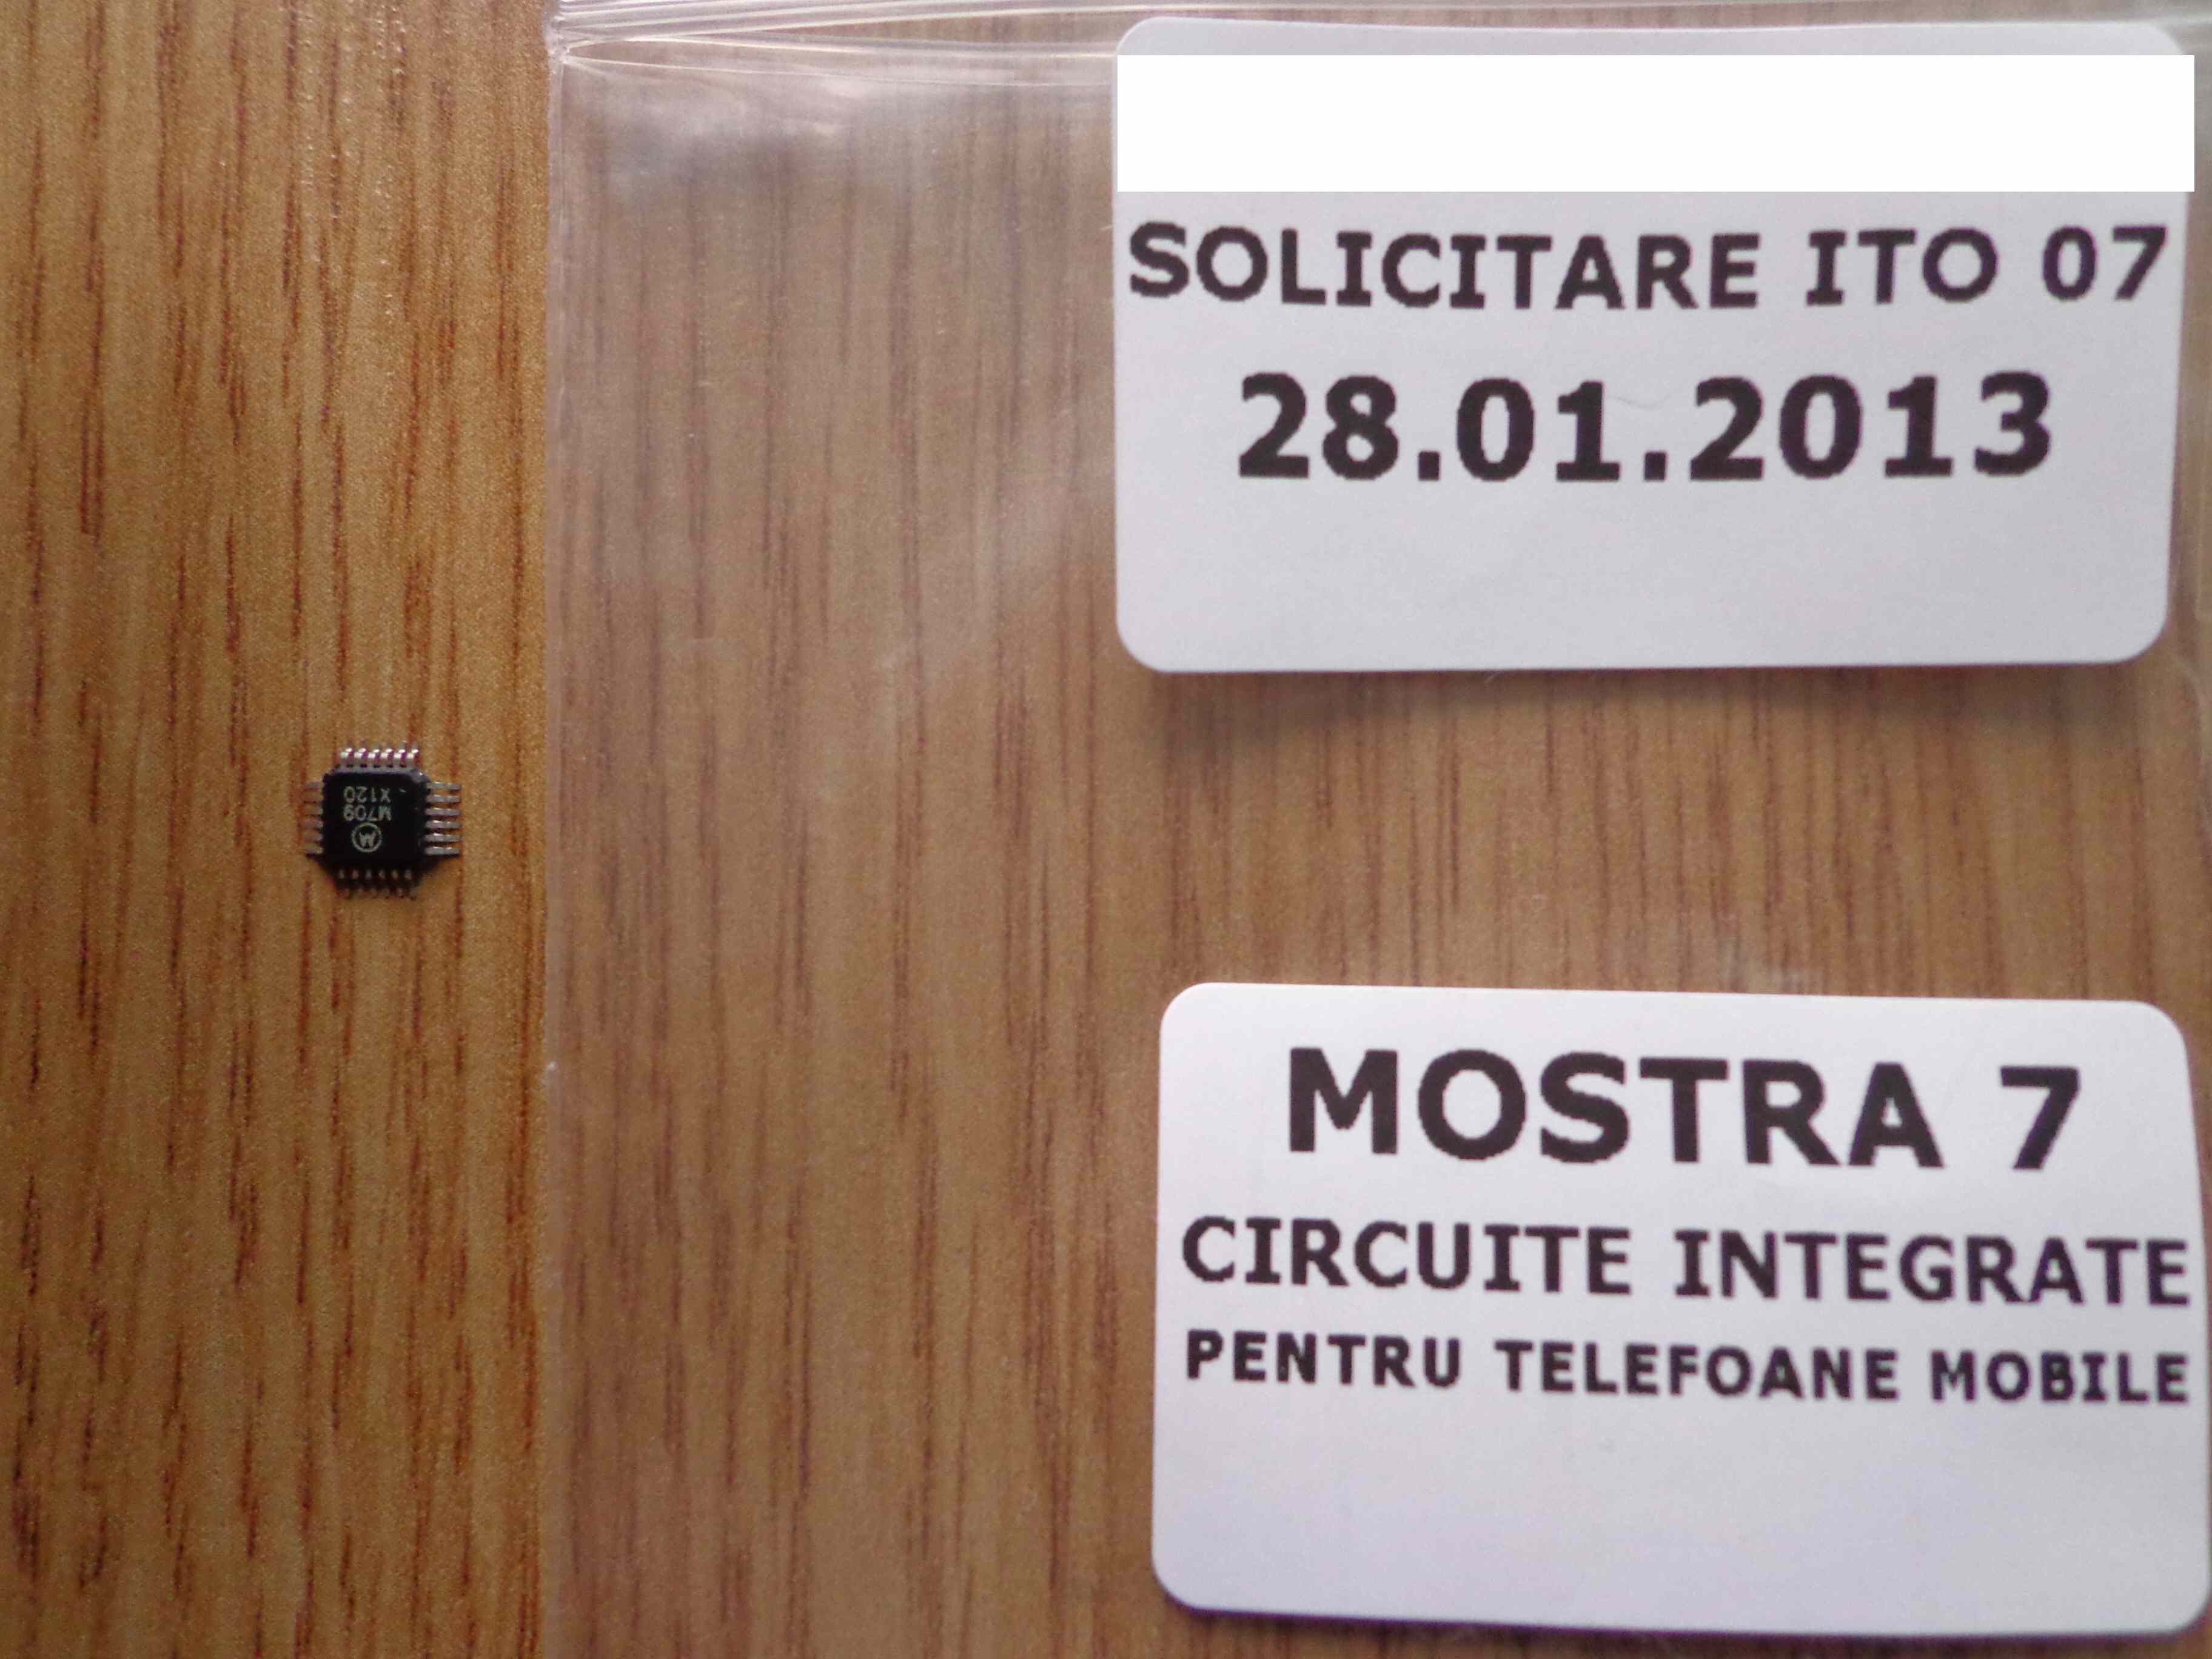 SOLICITARE ITO 07
28.01.2013
MOSTRA 7
CIRCUITE INTEGRATE
PENTRU TELEFOANE MOBILE
M709
X120